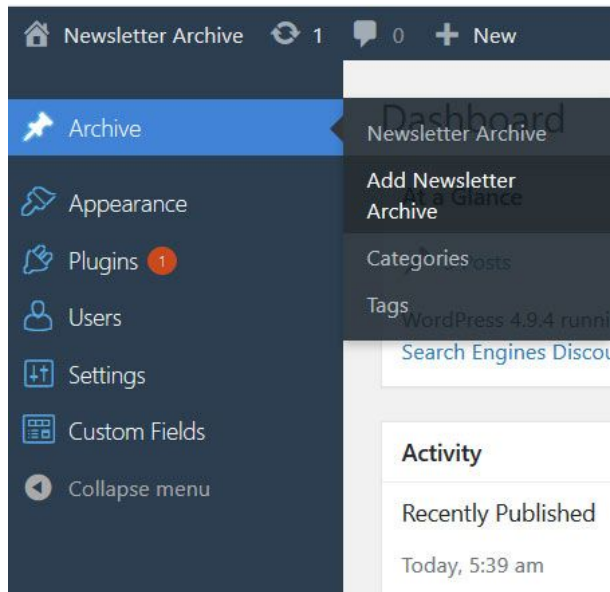 Newsletter Archive 1 0 + New
Archive
Appearance
Plugins 1
Users
Settings
Custom Fields
Collapse menu
Newsletter Archive
Add Newsletter
Archive
Categories
Tags
Dashboard
At a Glance
Posts
WordPress 4.9.4 runni
Search Engines Discou
Activity
Recently Published
Today, 5:39 am